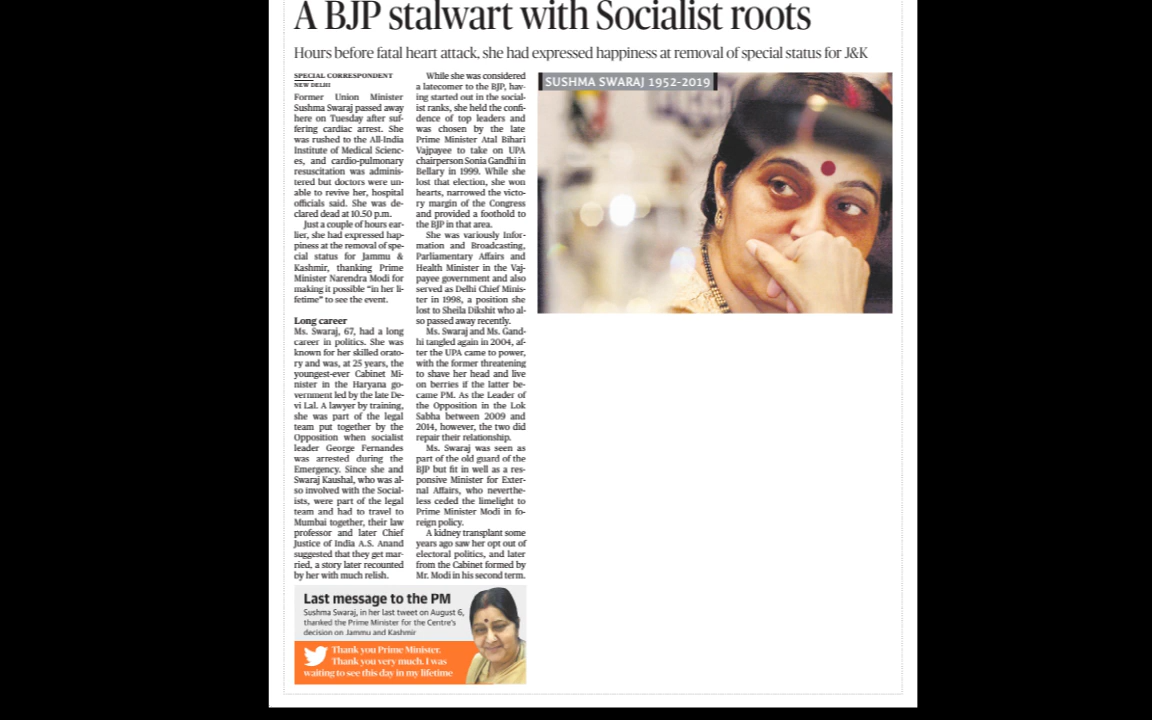 A BJP stalwart with Socialist roots
Hours before fatal heart attack, she had expressed happiness at removal of special status for J&K
SPECIAL CORRESPONDENT
NEW DELHI
Former Union Minister
Sushma Swaraj passed away
here on Tuesday after suf-
fering cardiac arrest. She
was rushed to the All-India
Institute of Medical Scienc-
es, and cardio-pulmonary
resuscitation was adminis-
tered but doctors were un-
able to revive her, hospital
officials said. She was de-
clared dead at 10.50 p.m.
Just a couple of hours ear-
lier, she had expressed hap-
piness at the removal of spe-
cial status for Jammu &
Kashmir, thanking Prime
Minister Narendra Modi for
making it possible “in her li-
fetime” to see the event.
Long career
Ms. Swaraj, 67, had a long
career in politics. She was
known for her skilled orato-
ry and was, at 25 years, the
youngest-ever Cabinet Mi-
nister in the Haryana go-
vernment led by the late De-
vi Lal. A lawyer by training,
she was part of the legal
team put together by the
Opposition when socialist
leader George Fernandes
was arrested during the
Emergency. Since she and
Swaraj Kaushal, who was al-
so involved with the Social-
ists, were part of the legal
team and had to travel to
Mumbai together, their law
professor and later Chief
Justice of India A.S. Anand
suggested that they get mar-
ried, a story later recounted
by her with much relish.
While she was considered
a latecomer to the BJP, hav-
ing started out in the social-
ist ranks, she held the confi-
dence of top leaders and
was chosen by the late
Prime Minister Atal Bihari
Vajpayee to take on UPA
chairperson Sonia Gandhi in
Bellary in 1999. While she
lost that election, she won
hearts, narrowed the victo-
ry margin of the Congress
and provided a foothold to
the BJP in that area.
She was variously Infor-
mation and Broadcasting,
Parliamentary Affairs and
Health Minister in the Vaj-
payee government and also
served as Delhi Chief Minis-
ter in 1998, a position she
lost to Sheila Dikshit who al-
so passed away recently.
Ms. Swaraj and Ms. Gand-
hi tangled again in 2004, af-
ter the UPA came to power,
with the former threatening
to shave her head and live
on berries if the latter be-
came PM. As the Leader of
the Opposition in the Lok
Sabha between 2009 and
2014, however, the two did
repair their relationship.
Ms. Swaraj was seen as
part of the old guard of the
BJP but fit in well as a res-
ponsive Minister for Exter-
nal Affairs, who neverthe-
less ceded the limelight to
Prime Minister Modi in fo-
reign policy.
A kidney transplant some
years ago saw her opt out of
electoral politics, and later
from the Cabinet formed by
Mr. Modi in his second term.
SUSHMA SWARAJ 1952-2019
Last message to the PM
Sushma Swaraj, in her last tweet on August 6,
thanked the Prime Minister for the Centre's
decision on Jammu and Kashmir
Thank you Prime Minister.
Thank you very much. I was
waiting to see this day in my lifetime